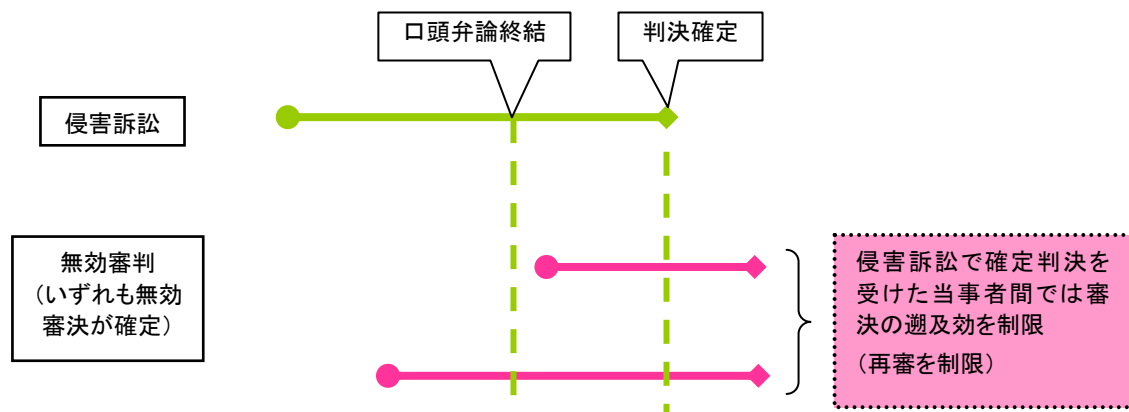 口頭弁論終結
判決確定
侵害訴訟
無効審判
（いずれも無効
審決が確定）
侵害訴訟で確定判決を
受けた当事者間では審
決の遡及効を制限
（再審を制限）